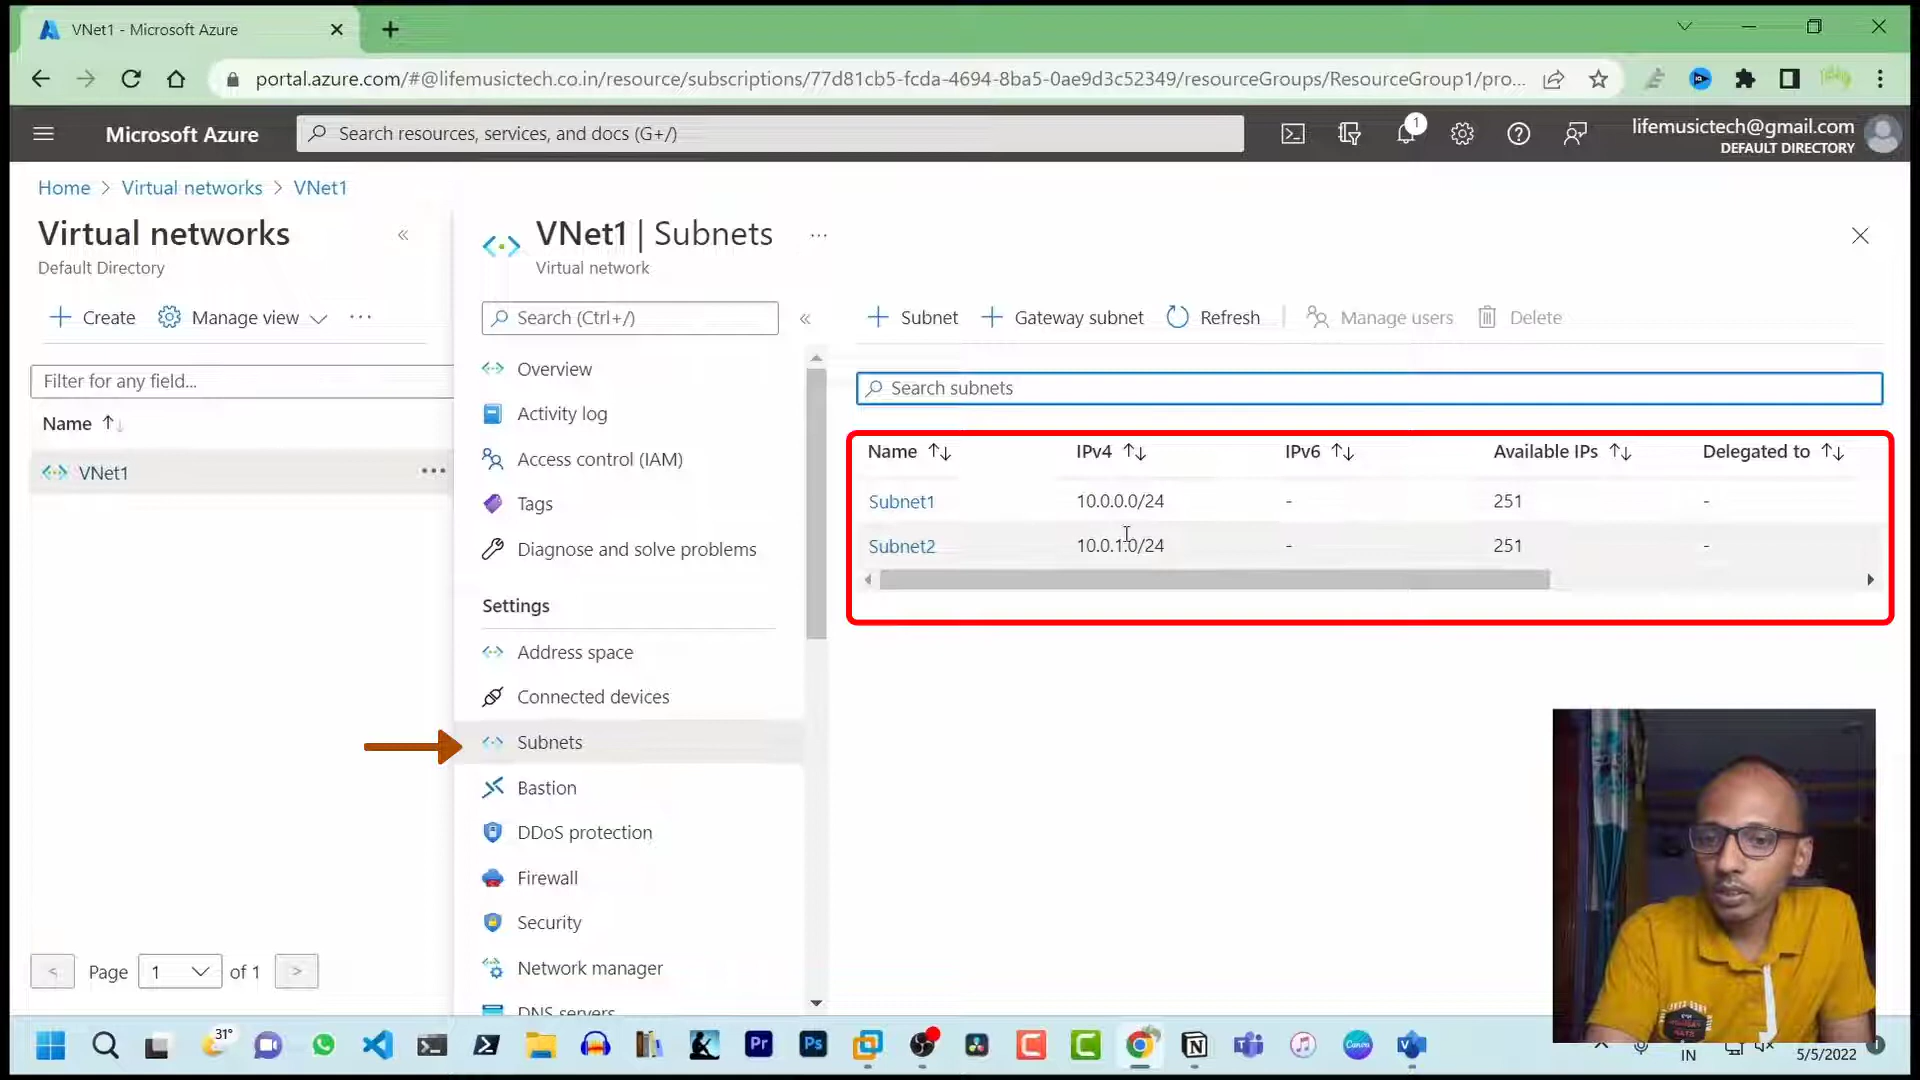 VNet1 - Microsoft Azure
portal.azure.com/#@lifemusictech.co.in/resource/subscriptions/77d81cb5-fcda-4694-8ba5-0ae9d3c52349/resourceGroups/ResourceGroup1/pro...
Microsoft Azure
Search resources, services, and docs (G+/)
1
lifemusictech@gmail.com
DEFAULT DIRECTORY
Home > Virtual networks > VNet1
Virtual networks
Default Directory
Create
Manage view
Filter for any field...
Name
VNet1
Page 1 of 1
VNet1 | Subnets
Virtual network
Search (Ctrl+/)
Overview
Activity log
Access control (IAM)
Tags
Diagnose and solve problems
Settings
Address space
Connected devices
Subnets
Bastion
DDoS protection
Firewall
Security
Network manager
DNS servers
Subnet
Gateway subnet
Refresh
Manage users
Delete
Search subnets
Name IPv4 IPv6 Available IPs Delegated to
Subnet1 10.0.0.0/24 - 251 -
Subnet2 10.0.1.0/24 - 251 -
31°
Pr
Ps
Canva
IN
5/5/2022
1